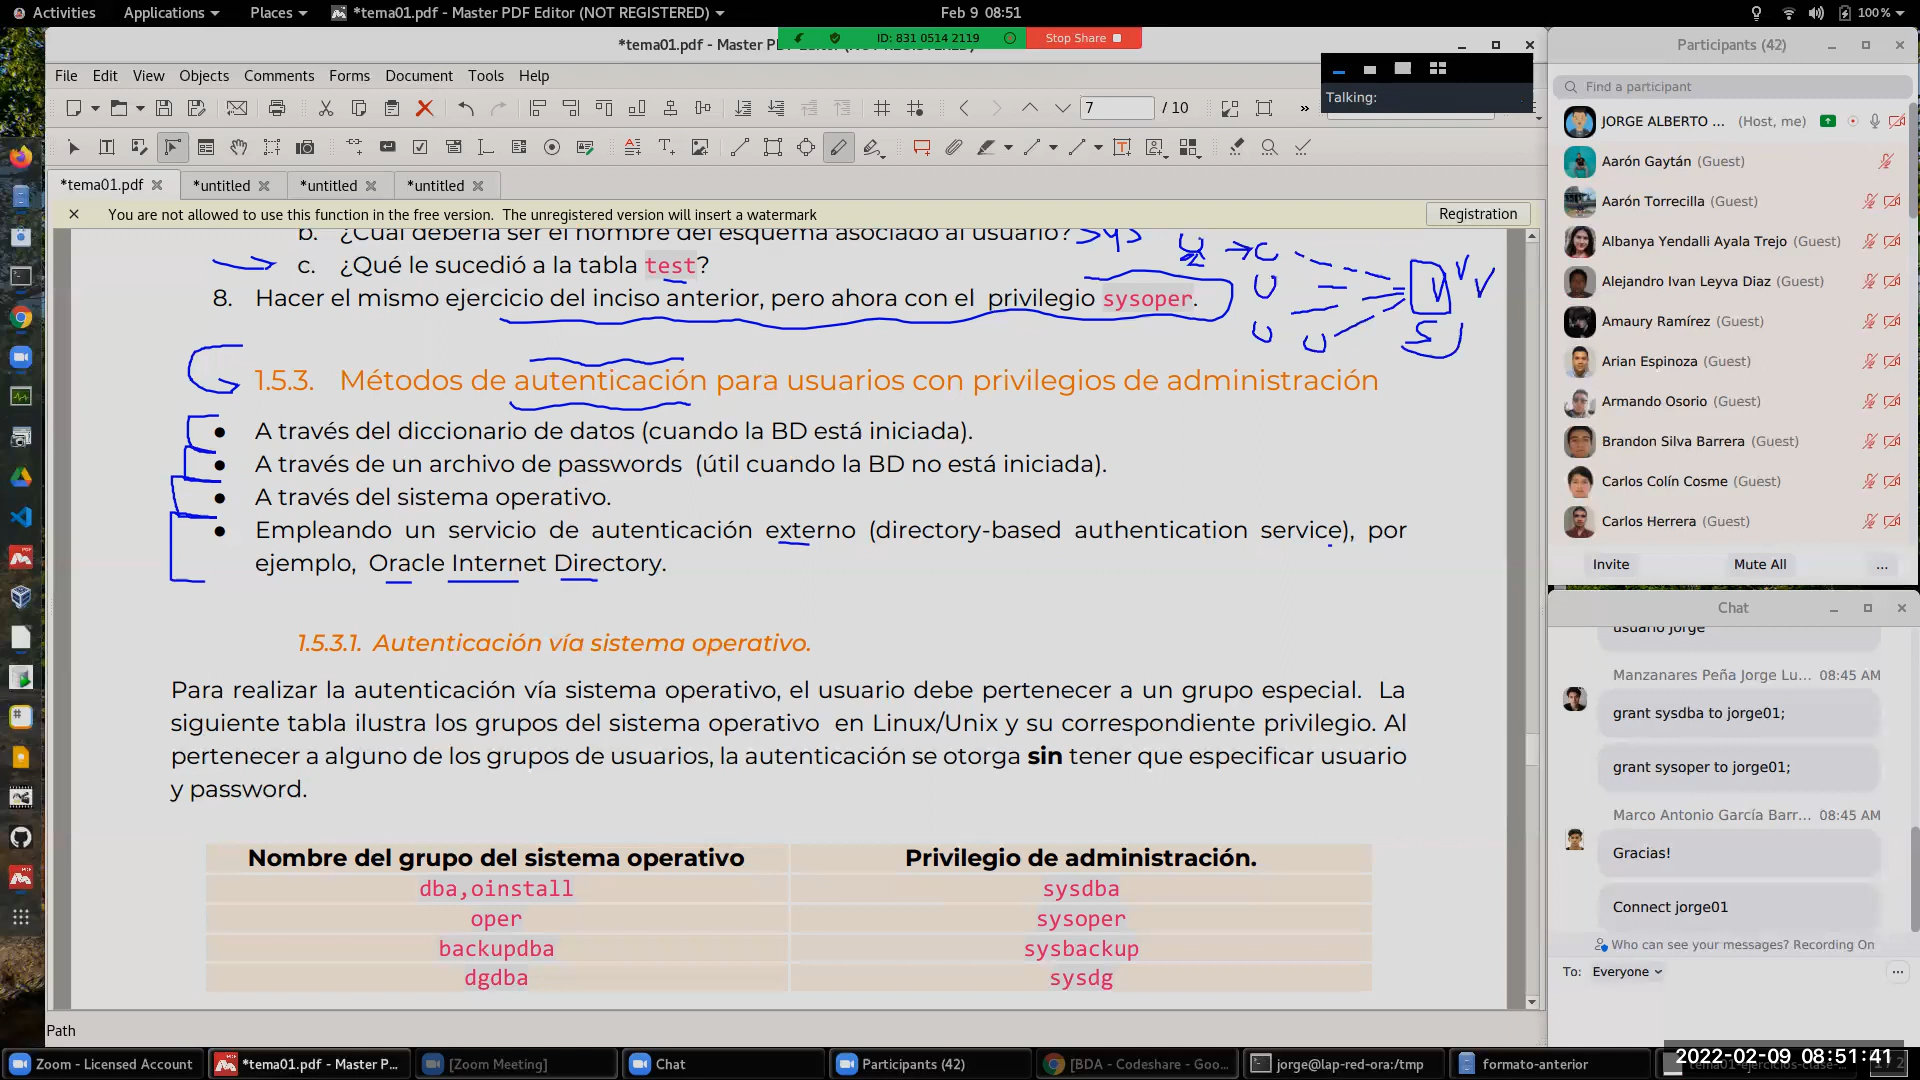 Activities Applications Places *tema01.pdf - Master PDF Editor (NOT REGISTERED) Feb 9 08:51 100%
*tema01.pdf - Master P
ID: 831 0514 2119 Stop Share
Talking:
File Edit View Objects Comments Forms Document Tools Help
7 / 10
*tema01.pdf *untitled *untitled *untitled
You are not allowed to use this function in the free version. The unregistered version will insert a watermark Registration
b. ¿Cuál debería ser el nombre del esquema asociado al usuario? sys
c. ¿Qué le sucedió a la tabla test?
8. Hacer el mismo ejercicio del inciso anterior, pero ahora con el privilegio sysoper.
1.5.3. Métodos de autenticación para usuarios con privilegios de administración
● A través del diccionario de datos (cuando la BD está iniciada).
● A través de un archivo de passwords (útil cuando la BD no está iniciada).
● A través del sistema operativo.
● Empleando un servicio de autenticación externo (directory-based authentication service), por
ejemplo, Oracle Internet Directory.
1.5.3.1. Autenticación vía sistema operativo.
Para realizar la autenticación vía sistema operativo, el usuario debe pertenecer a un grupo especial. La
siguiente tabla ilustra los grupos del sistema operativo en Linux/Unix y su correspondiente privilegio. Al
pertenecer a alguno de los grupos de usuarios, la autenticación se otorga sin tener que especificar usuario
y password.
Nombre del grupo del sistema operativo Privilegio de administración.
dba,oinstall sysdba
oper sysoper
backupdba sysbackup
dgdba sysdg
Path
Participants (42)
Find a participant
JORGE ALBERTO ... (Host, me)
Aarón Gaytán (Guest)
Aarón Torrecilla (Guest)
Albanya Yendalli Ayala Trejo (Guest)
Alejandro Ivan Leyva Diaz (Guest)
Amaury Ramírez (Guest)
Arian Espinoza (Guest)
Armando Osorio (Guest)
Brandon Silva Barrera (Guest)
Carlos Colín Cosme (Guest)
Carlos Herrera (Guest)
Invite Mute All ...
Chat
usuario jorge
Manzanares Peña Jorge Lu... 08:45 AM
grant sysdba to jorge01;
grant sysoper to jorge01;
Marco Antonio García Barr... 08:45 AM
Gracias!
Connect jorge01
Who can see your messages? Recording On
To: Everyone
Zoom - Licensed Account *tema01.pdf - Master P... [Zoom Meeting] Chat Participants (42) [BDA - Codeshare - Goo... jorge@lap-red-ora:/tmp formato-anterior
2022-02-09 08:51:41